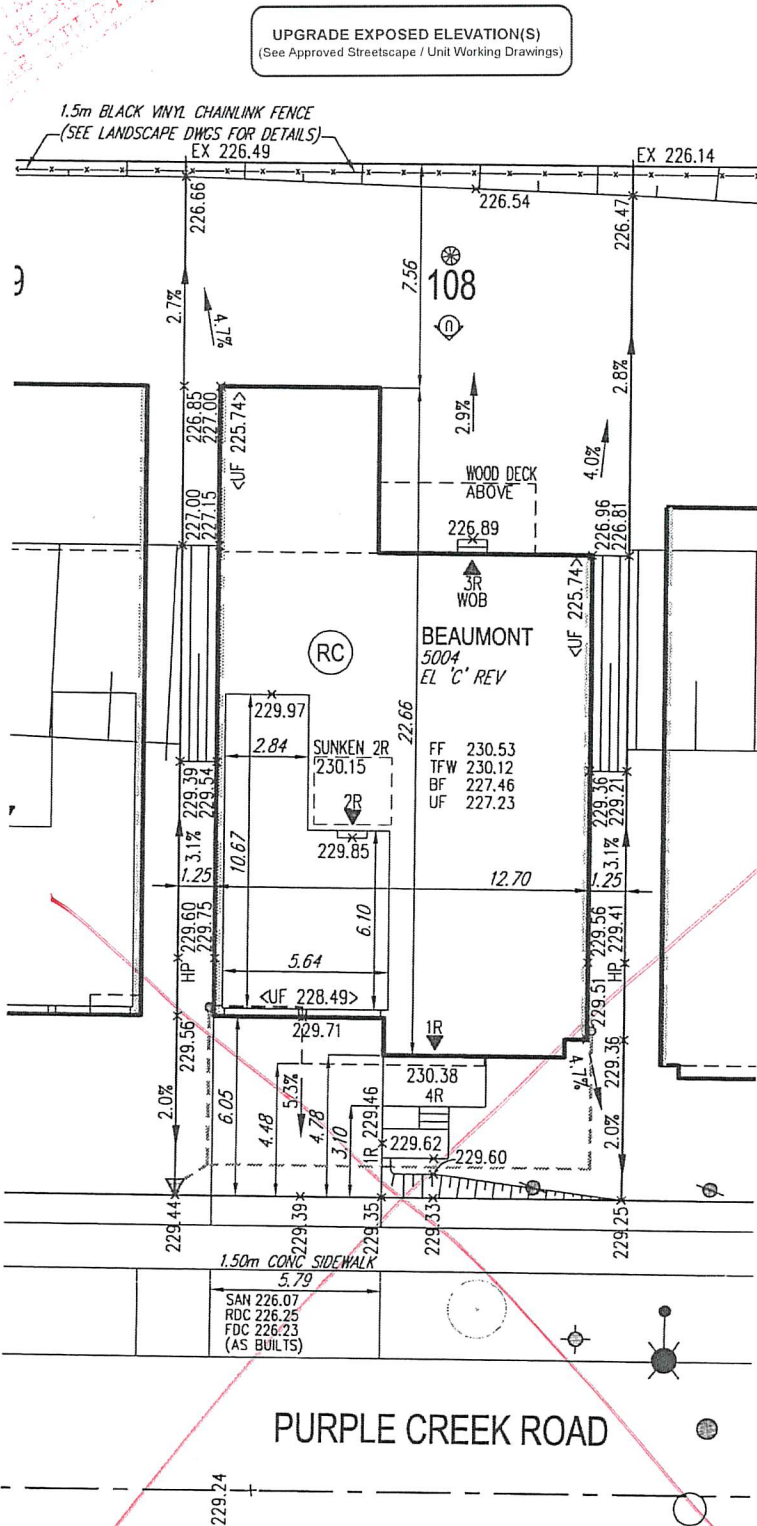 UPGRADE EXPOSED ELEVATION(S)
(See Approved Streetscape / Unit Working Drawings)
1.5m BLACK VINYL CHAINLINK FENCE
(SEE LANDSCAPE DWGS FOR DETAILS)
EX 226.49
EX 226.14
226.66
226.54
226.47
9
108
7.56
2.7%
4.7%
2.9%
2.8%
4.0%
226.85
227.00
<UF 225.74>
WOOD DECK
ABOVE
227.00
227.15
226.89
226.96
226.81
3R
WOB
<UF 225.74>
BEAUMONT
5004
EL 'C' REV
RC
229.97
22.66
2.84
SUNKEN 2R
230.15
FF 230.53
TFW 230.12
BF 227.46
UF 227.23
2R
229.85
229.39
229.54
229.36
229.21
3.1%
10.67
3.1%
1.25
12.70
1.25
6.10
HP 229.60
229.75
229.56
HP 229.41
5.64
<UF 228.49>
229.71
229.51
229.56
1R
229.36
230.38
4R
4.7%
2.0%
6.05
4.48
5.3%
4.78
3.10
1R 229.46
229.62
229.60
2.0%
229.44
229.39
229.35
229.33
229.25
1.50m CONC SIDEWALK
5.79
SAN 226.07
RDC 226.25
FDC 226.23
(AS BUILTS)
PURPLE CREEK ROAD
229.24